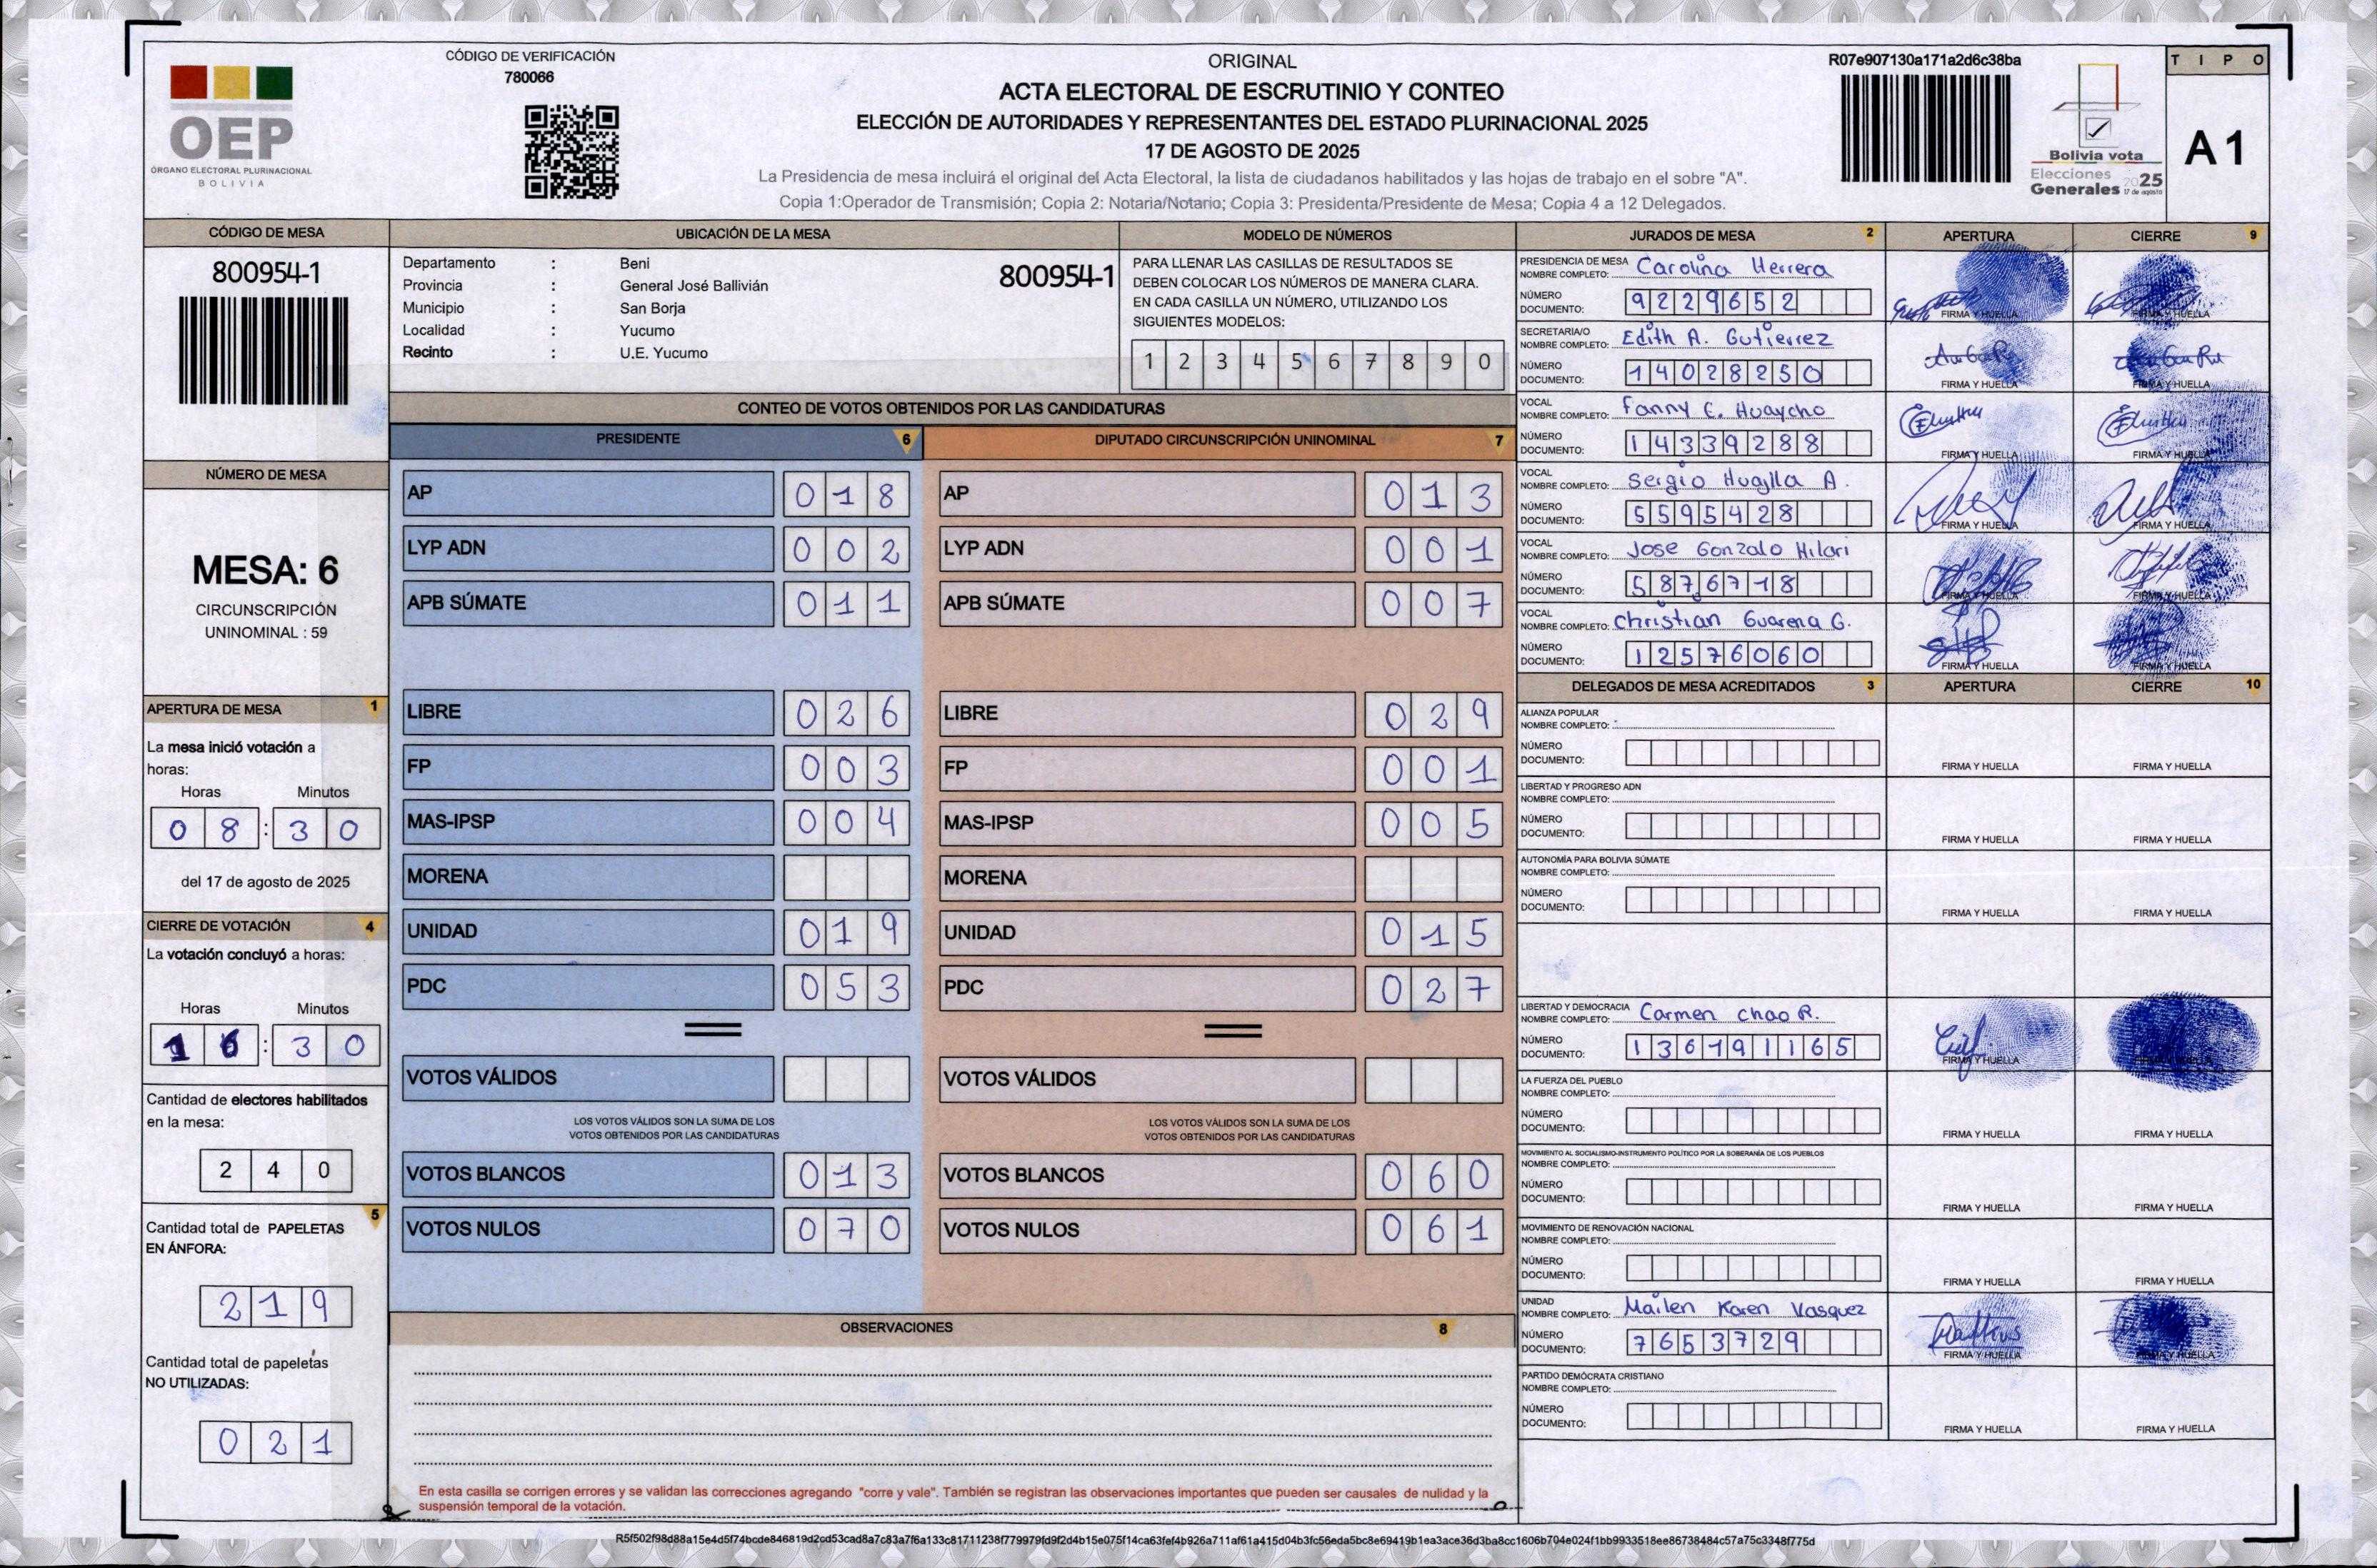 CÓDIGO DE VERIFICACIÓN
780066
OEP
ÓRGANO ELECTORAL PLURINACIONAL
BOLIVIA
ORIGINAL
ACTA ELECTORAL DE ESCRUTINIO Y CONTEO
ELECCIÓN DE AUTORIDADES Y REPRESENTANTES DEL ESTADO PLURINACIONAL 2025
17 DE AGOSTO DE 2025
La Presidencia de mesa incluirá el original del Acta Electoral, la lista de ciudadanos habilitados y las hojas de trabajo en el sobre "A".
Copia 1:Operador de Transmisión; Copia 2: Notaria/Notario; Copia 3: Presidenta/Presidente de Mesa; Copia 4 a 12 Delegados.
R07e907130a171a2d6c38ba
Bolivia vota
Elecciones
Generales 2025
17 de agosto
TIPO
A1
CÓDIGO DE MESA
800954-1
NÚMERO DE MESA
MESA: 6
CIRCUNSCRIPCIÓN
UNINOMINAL : 59
APERTURA DE MESA 1
La mesa inició votación a
horas:
Horas Minutos
08 : 30
del 17 de agosto de 2025
CIERRE DE VOTACIÓN 4
La votación concluyó a horas:
Horas Minutos
16 : 30
Cantidad de electores habilitados
en la mesa:
240
5
Cantidad total de PAPELETAS
EN ÁNFORA:
219
Cantidad total de papeletas
NO UTILIZADAS:
021
UBICACIÓN DE LA MESA
Departamento : Beni
800954-1
Provincia : General José Ballivián
Municipio : San Borja
Localidad : Yucumo
Recinto : U.E. Yucumo
MODELO DE NÚMEROS
PARA LLENAR LAS CASILLAS DE RESULTADOS SE
DEBEN COLOCAR LOS NÚMEROS DE MANERA CLARA.
EN CADA CASILLA UN NÚMERO, UTILIZANDO LOS
SIGUIENTES MODELOS:
1 2 3 4 5 6 7 8 9 0
CONTEO DE VOTOS OBTENIDOS POR LAS CANDIDATURAS
PRESIDENTE 6
AP 018
LYP ADN 002
APB SÚMATE 011
LIBRE 026
FP 003
MAS-IPSP 004
MORENA
UNIDAD 019
PDC 053
VOTOS VÁLIDOS
LOS VOTOS VÁLIDOS SON LA SUMA DE LOS
VOTOS OBTENIDOS POR LAS CANDIDATURAS
VOTOS BLANCOS 013
VOTOS NULOS 070
DIPUTADO CIRCUNSCRIPCIÓN UNINOMINAL 7
AP 013
LYP ADN 001
APB SÚMATE 007
LIBRE 029
FP 001
MAS-IPSP 005
MORENA
UNIDAD 015
PDC 027
VOTOS VÁLIDOS
LOS VOTOS VÁLIDOS SON LA SUMA DE LOS
VOTOS OBTENIDOS POR LAS CANDIDATURAS
VOTOS BLANCOS 060
VOTOS NULOS 061
OBSERVACIONES 8
En esta casilla se corrigen errores y se validan las correcciones agregando "corre y vale". También se registran las observaciones importantes que pueden ser causales de nulidad y la
suspensión temporal de la votación.
JURADOS DE MESA 2 APERTURA CIERRE 9
PRESIDENCIA DE MESA
NOMBRE COMPLETO: Carolina Herrera
NÚMERO
DOCUMENTO: 9229652
FIRMA Y HUELLA FIRMA Y HUELLA
SECRETARIA/O
NOMBRE COMPLETO: Edith A. Gutierrez
NÚMERO
DOCUMENTO: 14028250
FIRMA Y HUELLA FIRMA Y HUELLA
VOCAL
NOMBRE COMPLETO: Fanny C. Huaycho
NÚMERO
DOCUMENTO: 14339288
FIRMA Y HUELLA FIRMA Y HUELLA
VOCAL
NOMBRE COMPLETO: Sergio Huaylla A.
NÚMERO
DOCUMENTO: 5595428
FIRMA Y HUELLA FIRMA Y HUELLA
VOCAL
NOMBRE COMPLETO: Jose Gonzalo Hilari
NÚMERO
DOCUMENTO: 5876718
FIRMA Y HUELLA FIRMA Y HUELLA
VOCAL
NOMBRE COMPLETO: Christian Guarena G.
NÚMERO
DOCUMENTO: 12576060
FIRMA Y HUELLA FIRMA Y HUELLA
DELEGADOS DE MESA ACREDITADOS 3 APERTURA CIERRE 10
ALIANZA POPULAR
NOMBRE COMPLETO:
NÚMERO
DOCUMENTO:
FIRMA Y HUELLA FIRMA Y HUELLA
LIBERTAD Y PROGRESO ADN
NOMBRE COMPLETO:
NÚMERO
DOCUMENTO:
FIRMA Y HUELLA FIRMA Y HUELLA
AUTONOMÍA PARA BOLIVIA SÚMATE
NOMBRE COMPLETO:
NÚMERO
DOCUMENTO:
FIRMA Y HUELLA FIRMA Y HUELLA
LIBERTAD Y DEMOCRACIA
NOMBRE COMPLETO: Carmen Chao R.
NÚMERO
DOCUMENTO: 136191165
FIRMA Y HUELLA
LA FUERZA DEL PUEBLO
NOMBRE COMPLETO:
NÚMERO
DOCUMENTO:
FIRMA Y HUELLA FIRMA Y HUELLA
MOVIMIENTO AL SOCIALISMO-INSTRUMENTO POLÍTICO POR LA SOBERANÍA DE LOS PUEBLOS
NOMBRE COMPLETO:
NÚMERO
DOCUMENTO:
FIRMA Y HUELLA FIRMA Y HUELLA
MOVIMIENTO DE RENOVACIÓN NACIONAL
NOMBRE COMPLETO:
NÚMERO
DOCUMENTO:
FIRMA Y HUELLA FIRMA Y HUELLA
UNIDAD
NOMBRE COMPLETO: Mailen Karen Vasquez
NÚMERO
DOCUMENTO: 7653729
FIRMA Y HUELLA FIRMA Y HUELLA
PARTIDO DEMÓCRATA CRISTIANO
NOMBRE COMPLETO:
NÚMERO
DOCUMENTO:
FIRMA Y HUELLA FIRMA Y HUELLA